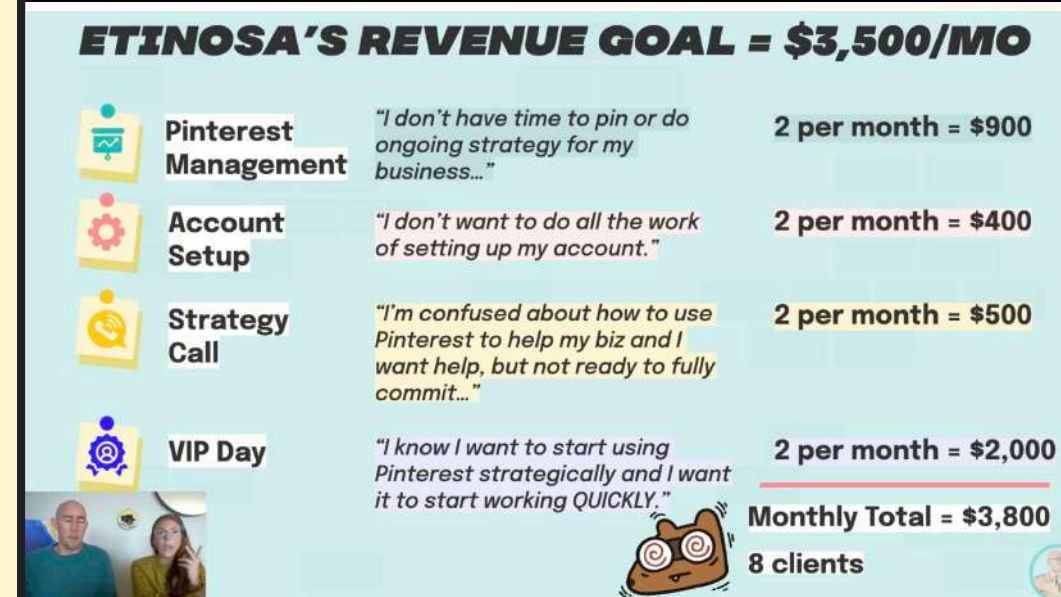 ETINOSA'S REVENUE GOAL = $3,500/MO
Pinterest
Management
"I don't have time to pin or do
ongoing strategy for my
business…"
2 per month = $900
Account
Setup
"I don't want to do all the work
of setting up my account."
2 per month = $400
Strategy
Call
"I'm confused about how to use
Pinterest to help my biz and I
want help, but not ready to fully
commit…"
2 per month = $500
VIP Day
"I know I want to start using
Pinterest strategically and I want
it to start working QUICKLY."
2 per month = $2,000
Monthly Total = $3,800
8 clients